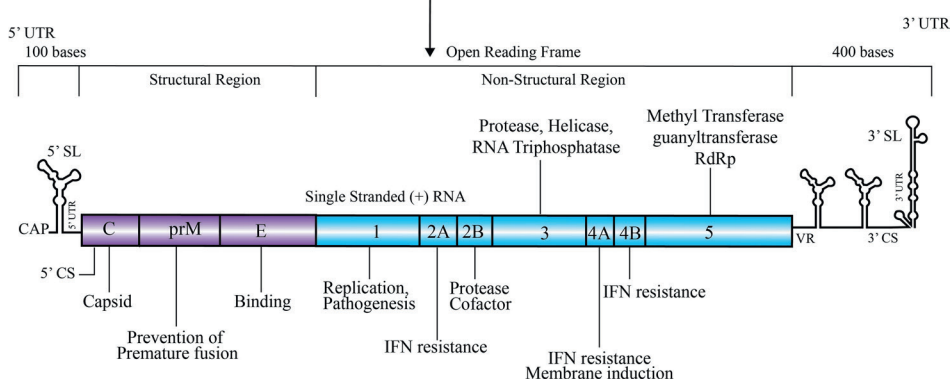 5’ UTR
3’ UTR
100 bases
Open Reading Frame
400 bases
Structural Region
Non-Structural Region
Protease, Helicase,
RNA Triphosphatase
Methyl Transferase
guanyltransferase
RdRp
5’ SL
3’ SL
Single Stranded (+) RNA
5’ UTR
3’ UTR
CAP
C
prM
E
1
2A
2B
3
4A
4B
5
VR
3’ CS
5’ CS
Capsid
Binding
Replication,
Pathogenesis
Protease
Cofactor
IFN resistance
Prevention of
Premature fusion
IFN resistance
IFN resistance
Membrane induction